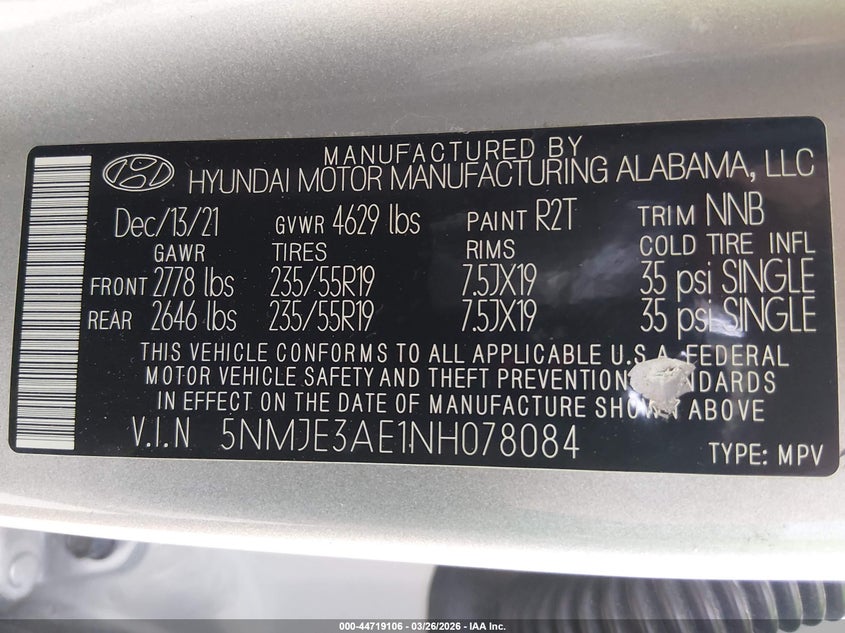 MANUFACTURED BY
HYUNDAI MOTOR MANUFACTURING ALABAMA, LLC
Dec/13/21 GVWR 4629 lbs PAINT R2T TRIM NNB
GAWR TIRES RIMS COLD TIRE INFL
FRONT 2778 lbs 235/55R19 7.5JX19 35 psi SINGLE
REAR 2646 lbs 235/55R19 7.5JX19 35 psi SINGLE
THIS VEHICLE CONFORMS TO ALL APPLICABLE U.S.A. FEDERAL
MOTOR VEHICLE SAFETY AND THEFT PREVENTION
IN EFFECT ON THE DATE OF MANUFACTURE ABOVE
V.I.N 5NMJE3AE1NH078084 TYPE: MPV
000-44719106 - 03/26/2026 - IAA Inc.